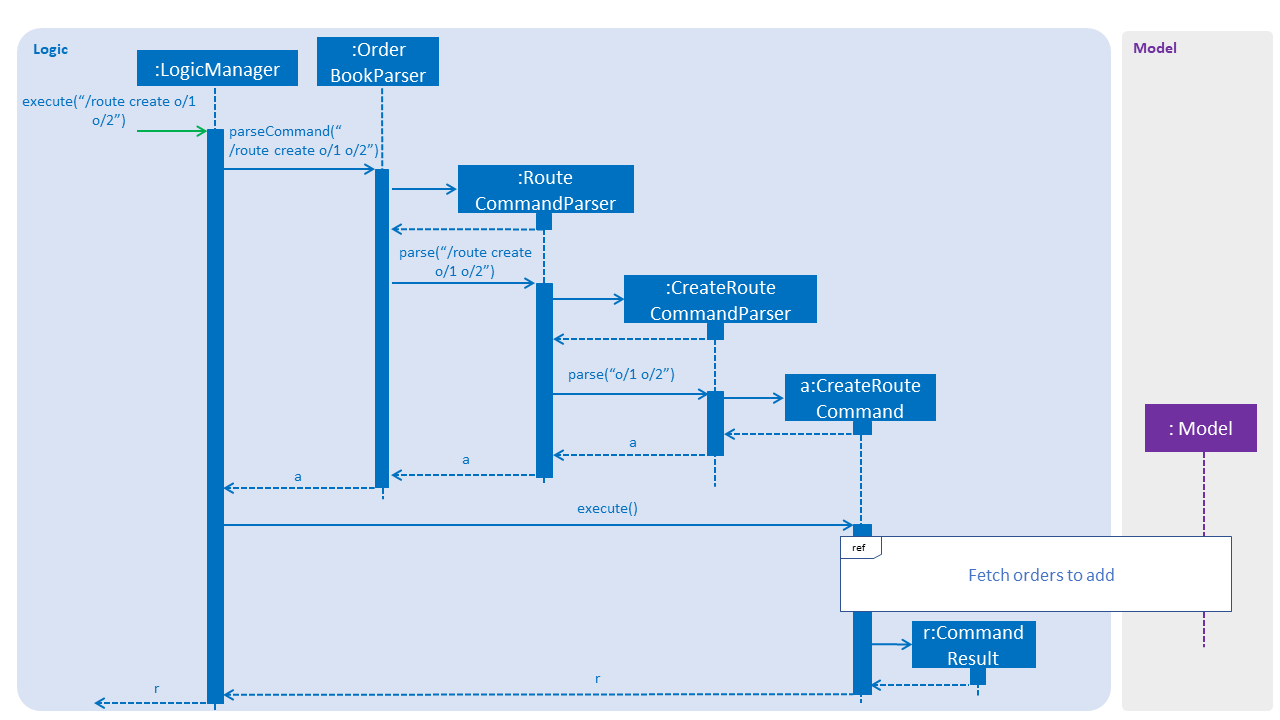 Logic
Model
:LogicManager
:Order
BookParser
execute(“/route create o/1
o/2”)
parseCommand(“
/route create o/1 o/2”)
:Route
CommandParser
parse(“/route create
o/1 o/2”)
:CreateRoute
CommandParser
parse(“o/1 o/2”)
a:CreateRoute
Command
: Model
a
a
a
execute()
ref
Fetch orders to add
r:Command
Result
r
r